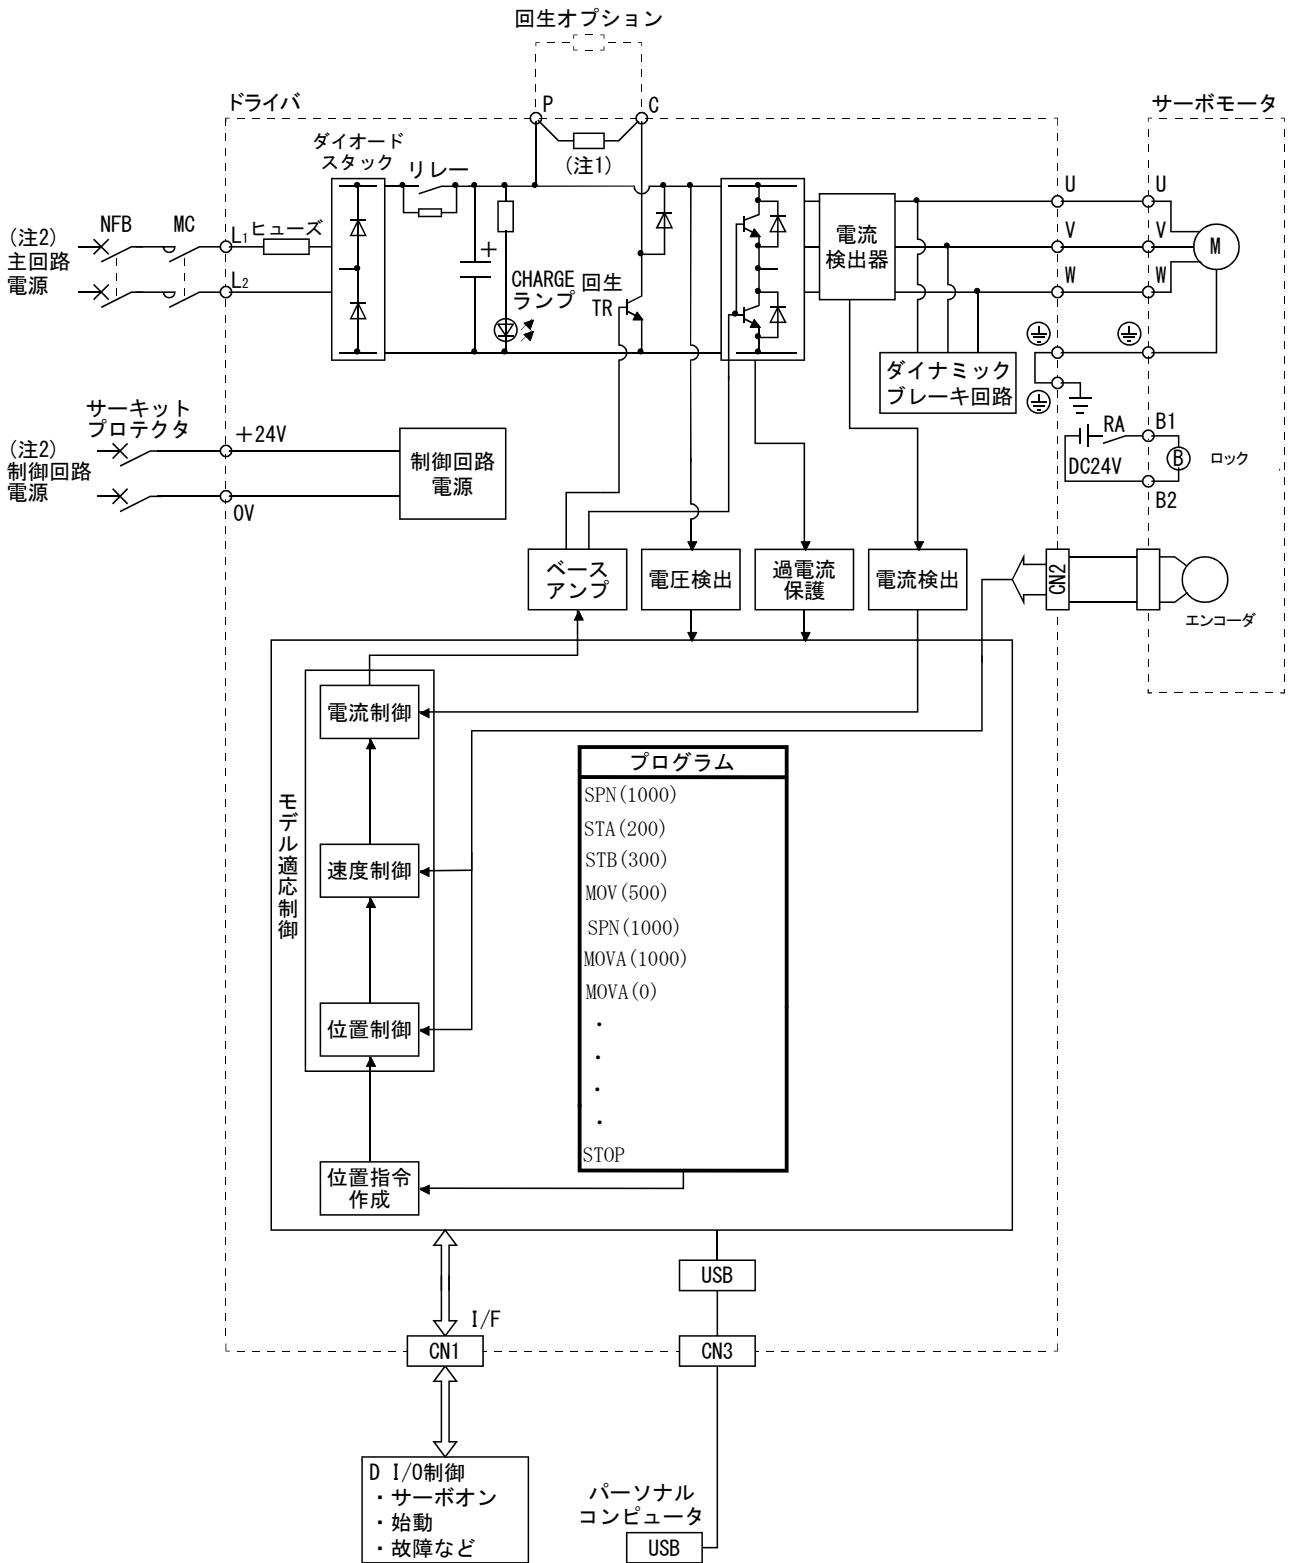 回生オプション
ドライバ
P
C
サーボモータ
ダイオード
スタック
リレー
(注1)
U
U
NFB
MC
L1
ヒューズ
電流
検出器
V
V
M
(注2)
主回路
電源
L2
CHARGE
ランプ
回生
TR
W
W
ダイナミック
ブレーキ回路
サーキット
プロテクタ
+24V
(注2)
制御回路
電源
制御回路
電源
0V
RA
B1
DC24V
B
ロック
B2
ベース
アンプ
電圧検出
過電流
保護
電流検出
CN2
エンコーダ
電流制御
モデル適応制御
速度制御
位置制御
位置指令
作成
プログラム
SPN(1000)
STA(200)
STB(300)
MOV(500)
SPN(1000)
MOVA(1000)
MOVA(0)
・
・
・
・
STOP
USB
I/F
CN1
CN3
D I/O制御
・サーボオン
・始動
・故障など
パーソナル
コンピュータ
USB